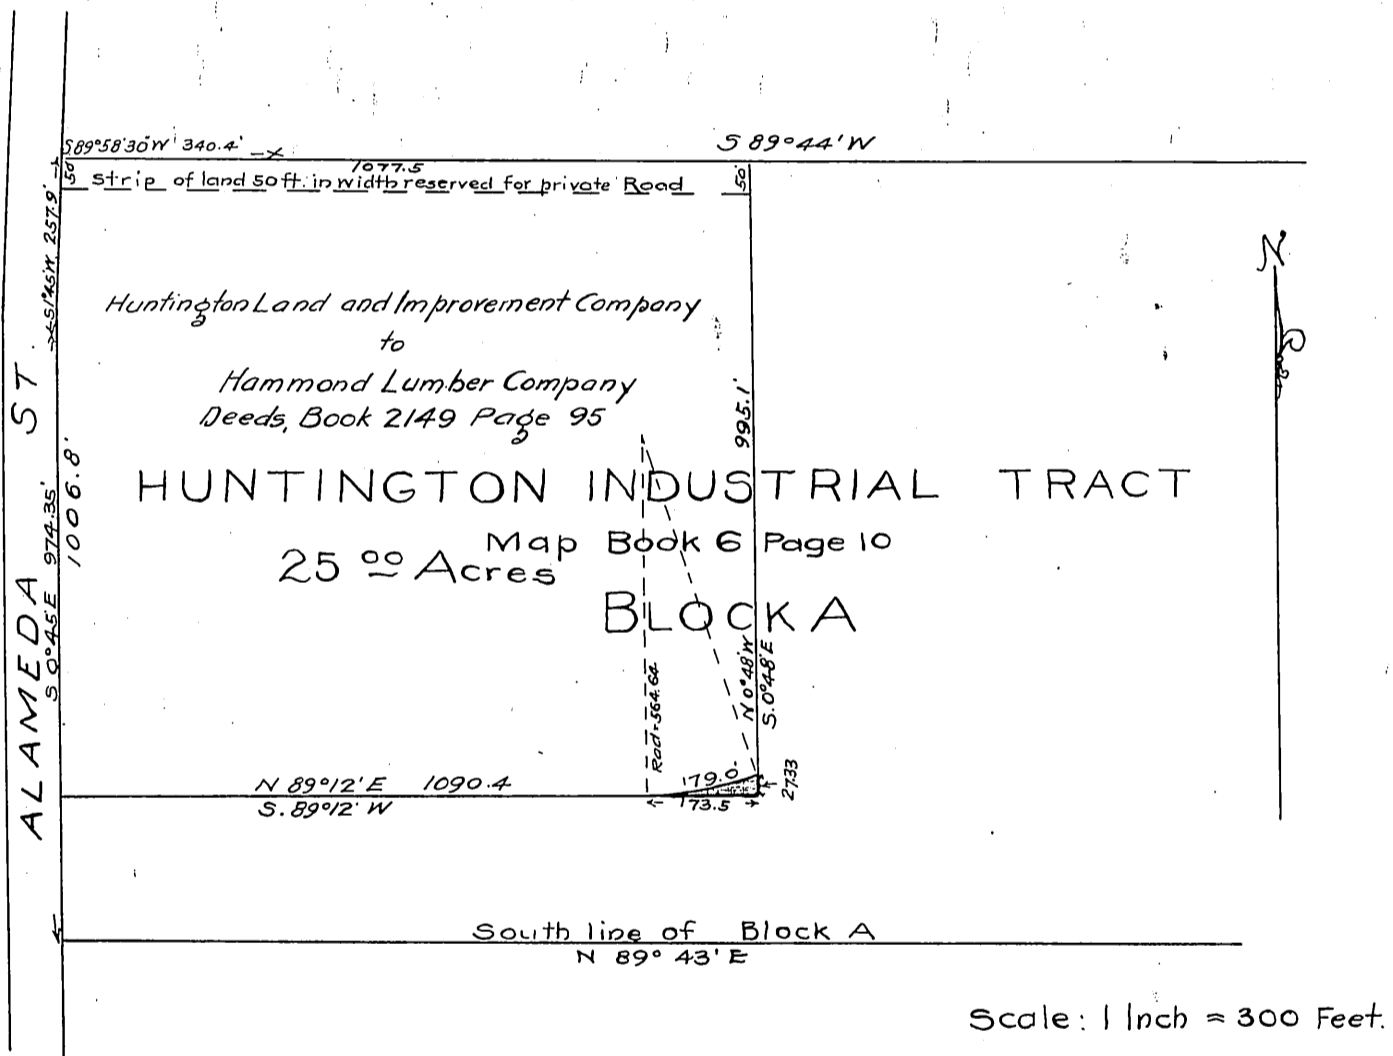 S89°58'30"W 340.4'
S 89°44' W
1077.5
50'
Strip of land 50 ft. in width reserved for private Road
50'
S1°45'W. 257.9'
N
Huntington Land and Improvement Company
to
Hammond Lumber Company
Deeds, Book 2149 Page 95
995.1'
ALAMEDA ST.
S 0°45'E 974.35'
1006.8'
HUNTINGTON INDUSTRIAL TRACT
Map Book 6 Page 10
25 00 Acres
BLOCK A
Rad=564.64
N 0°48'W
S. 0°48'E
N 89°12' E 1090.4
S. 89°12' W
179.0
173.5
27.33
South line of Block A
N 89° 43' E
Scale: 1 Inch = 300 Feet.